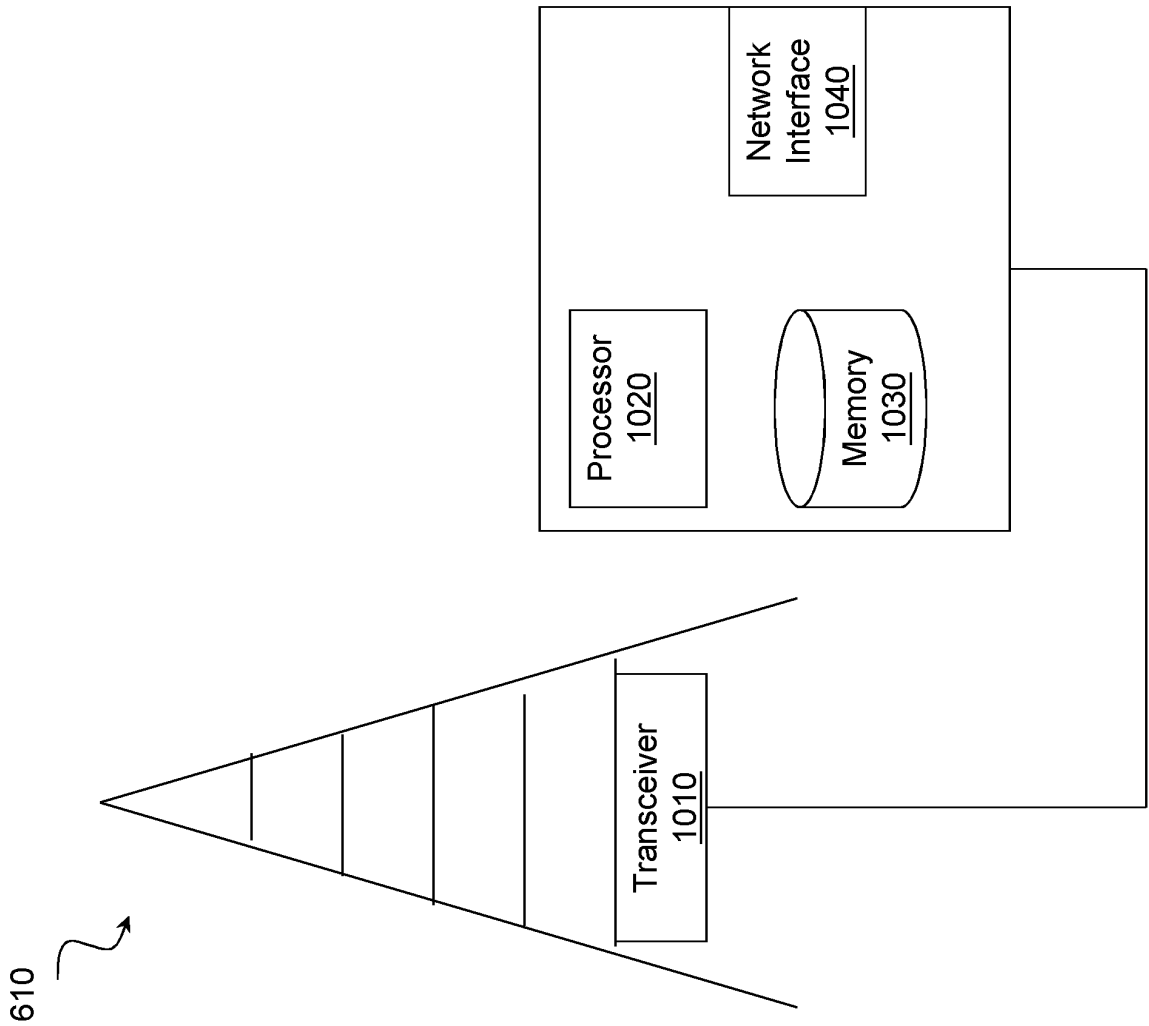 610
Transceiver
1010
Processor
1020
Memory
1030
Network
Interface
1040